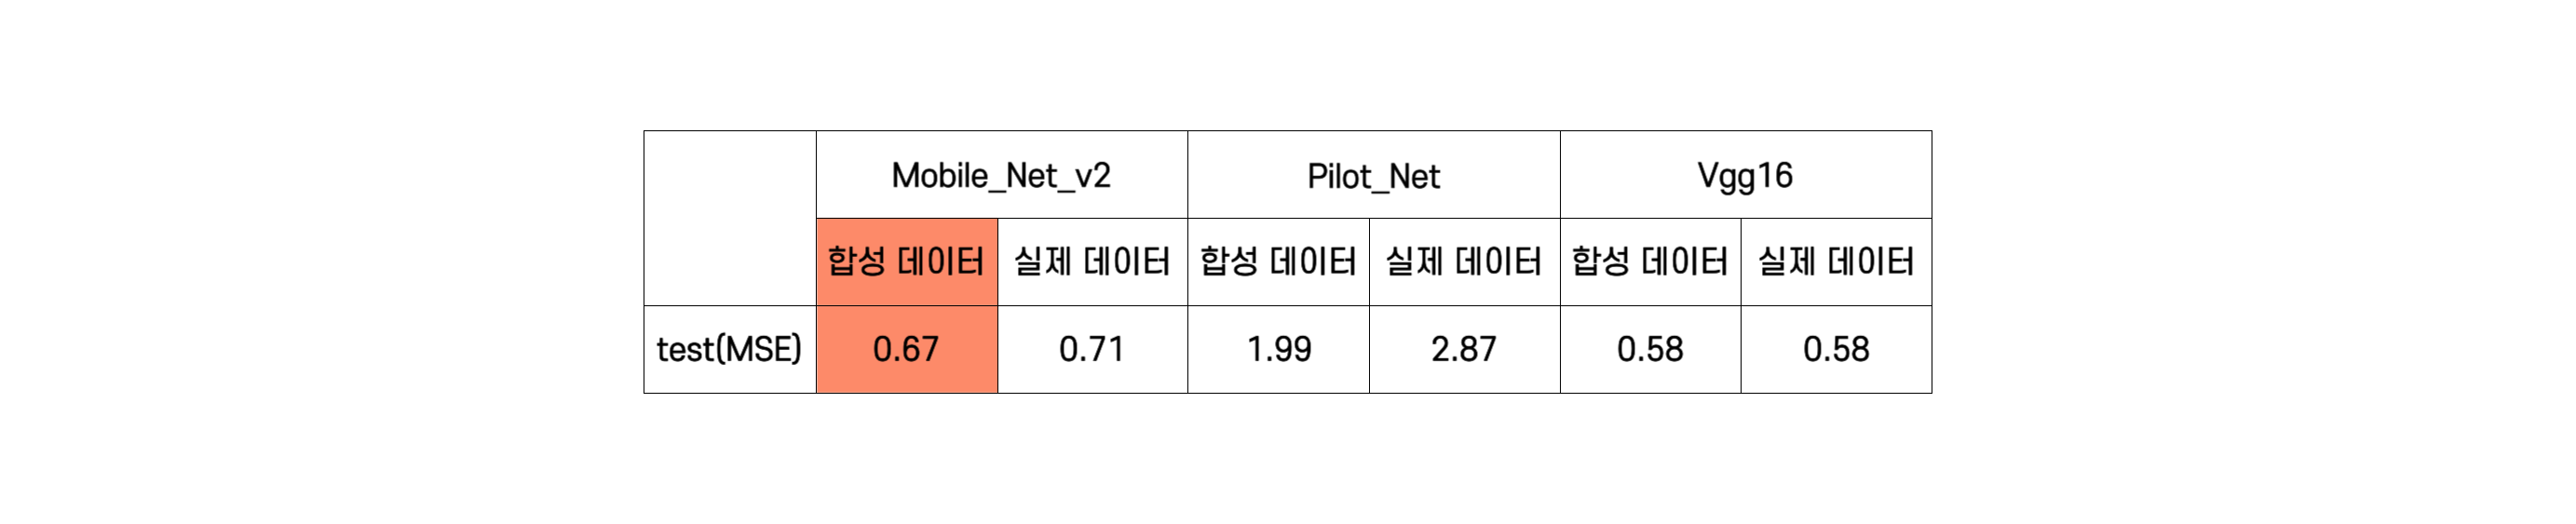 Mobile_Net_v2 Pilot_Net Vgg16
합성 데이터 실제 데이터 합성 데이터 실제 데이터 합성 데이터 실제 데이터
test(MSE) 0.67 0.71 1.99 2.87 0.58 0.58